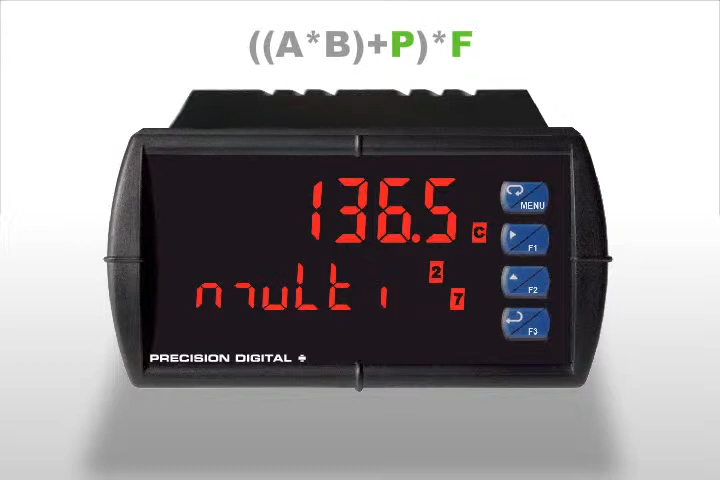 ((A*B)+P)*F
136.5 C
multi 2 7
MENU
F1
F2
F3
PRECISION DIGITAL